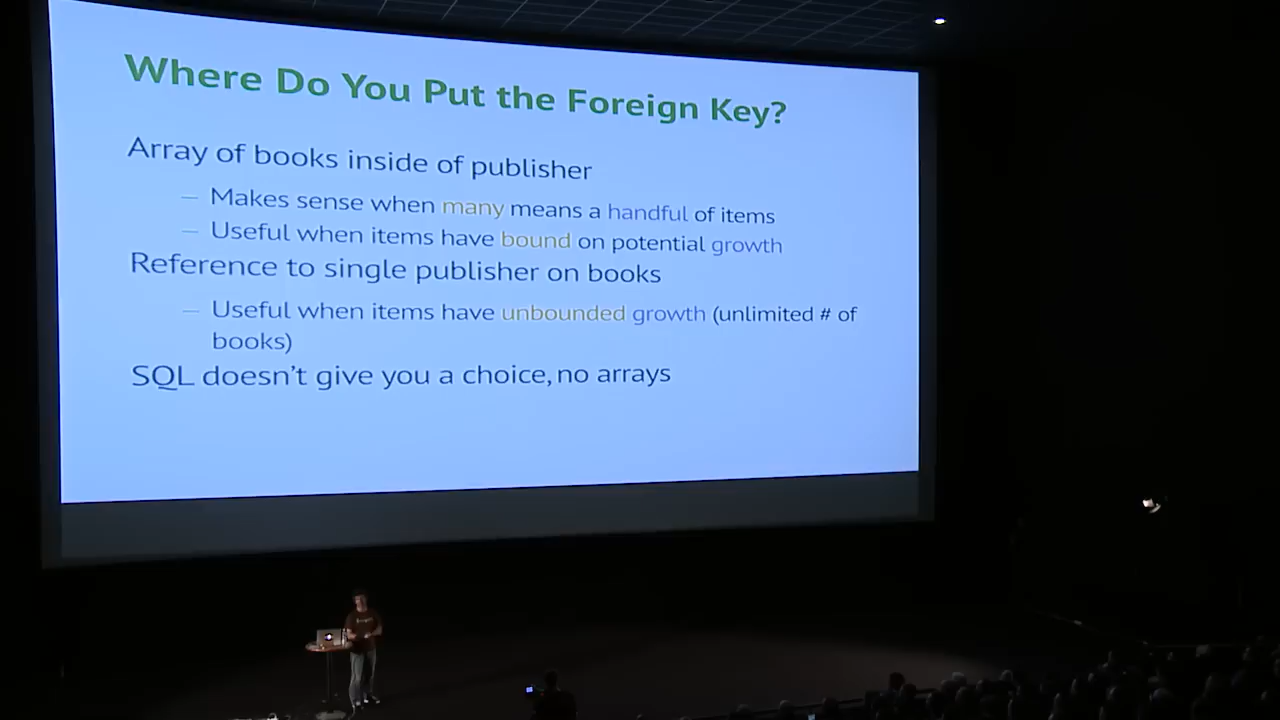 Where Do You Put the Foreign Key?
Array of books inside of publisher
– Makes sense when many means a handful of items
– Useful when items have bound on potential growth
Reference to single publisher on books
– Useful when items have unbounded growth (unlimited # of
books)
SQL doesn't give you a choice, no arrays